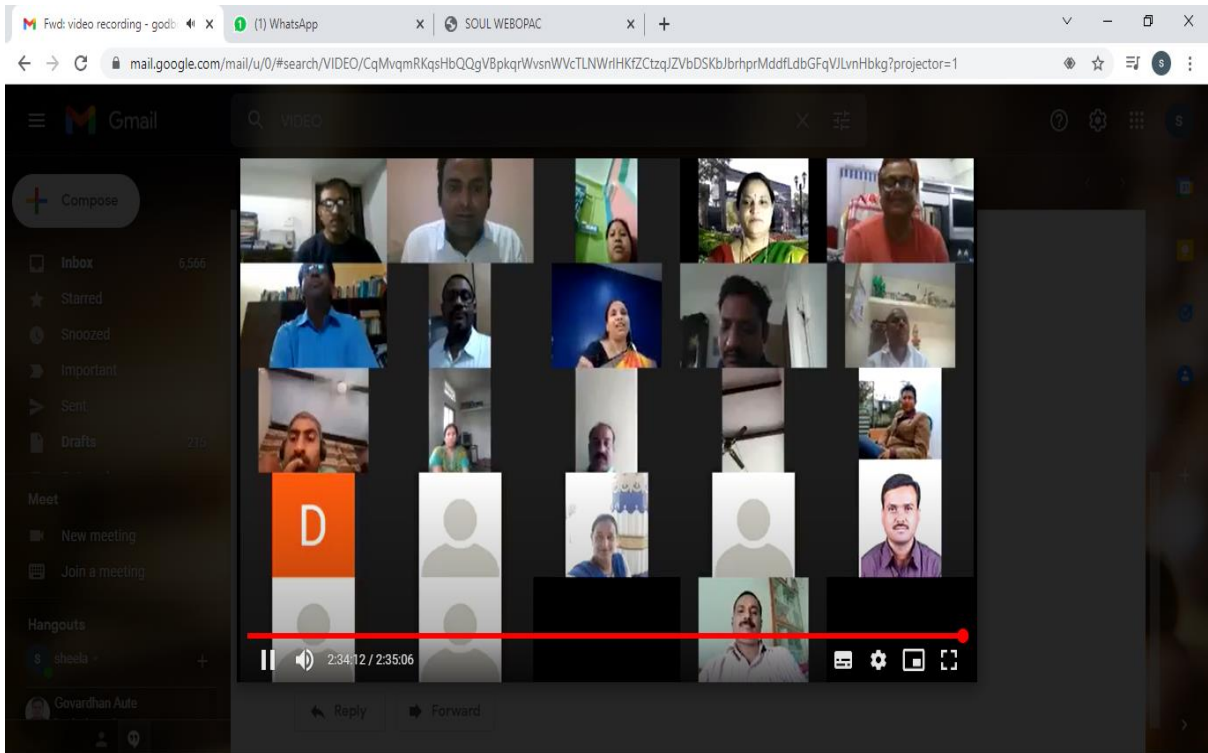 Fwd: video recording - godb
(1) WhatsApp
SOUL WEBOPAC
mail.google.com/mail/u/0/#search/VIDEO/CqMvqmRKqsHbQQgVBpkqrWvsnWVcTLNWrlHKfZCtzqJZVbDSKbJbrhprMddfLdbGFqVJLvnHbkg?projector=1
Gmail
VIDEO
S
Compose
Inbox 6,566
Starred
Snoozed
Important
Sent
Drafts 215
Meet
New meeting
Join a meeting
Hangouts
S sheela
Govardhan Aute
D
2:34:12 / 2:35:06
Reply
Forward